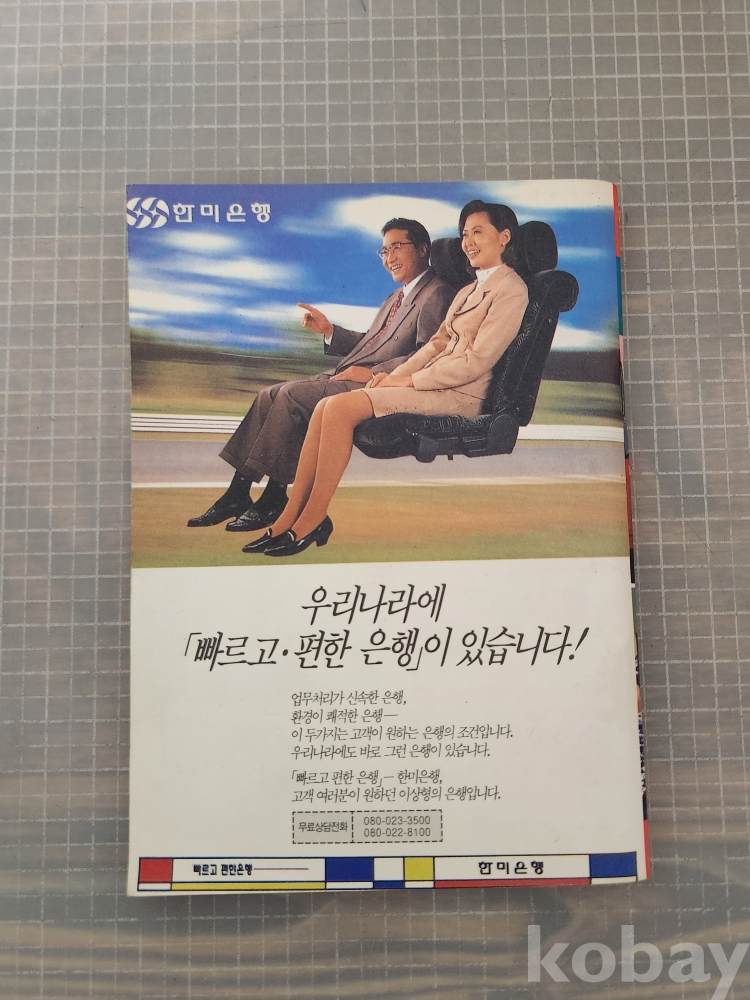 한미은행
우리나라에
「빠르고·편한 은행」이 있습니다!
업무처리가 신속한 은행,
환경이 쾌적한 은행—
이 두가지는 고객이 원하는 은행의 조건입니다.
우리나라에도 바로 그런 은행이 있습니다.
「빠르고 편한 은행」— 한미은행,
고객 여러분이 원하던 이상형의 은행입니다.
무료상담전화
080-023-3500
080-022-8100
빠르고 편한은행
한미은행
kobay